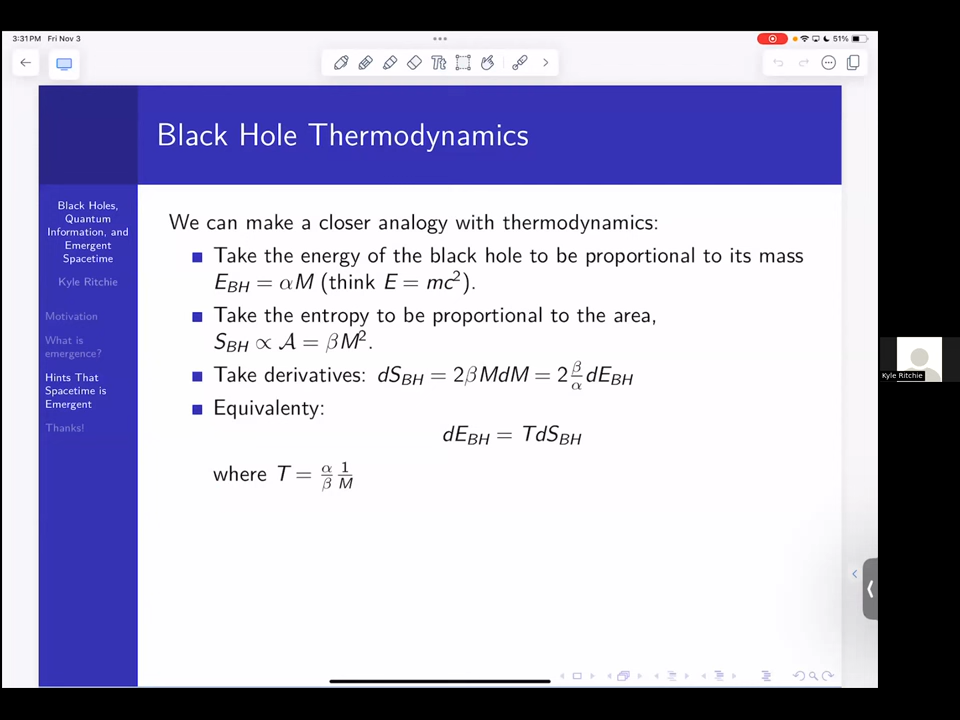 3:31 PM Fri Nov 3
51%
Black Hole Thermodynamics
Black Holes,
Quantum
Information, and
Emergent
Spacetime
Kyle Ritchie
Motivation
What is
emergence?
Hints That
Spacetime is
Emergent
Thanks!
We can make a closer analogy with thermodynamics:
Take the energy of the black hole to be proportional to its mass
E_BH = αM (think E = mc²).
Take the entropy to be proportional to the area,
S_BH ∝ 𝒜 = βM².
Take derivatives: dS_BH = 2βMdM = 2 β/α dE_BH
Equivalenty:
dE_BH = TdS_BH
where T = α/β 1/M
Kyle Ritchie